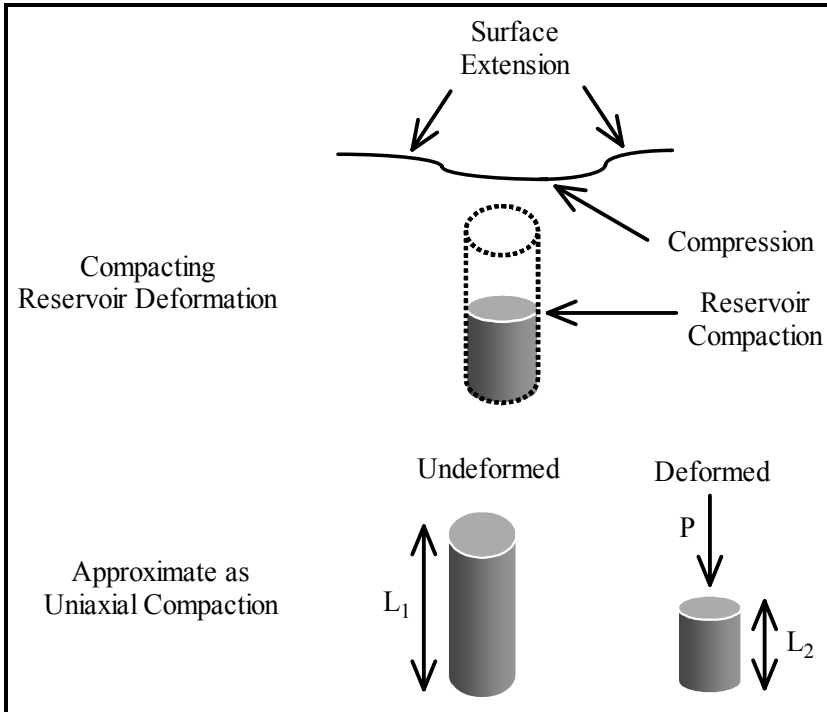 Surface
Extension
Compression
Compacting
Reservoir Deformation
Reservoir
Compaction
Undeformed
Deformed
P
Approximate as
Uniaxial Compaction
L₁
L₂